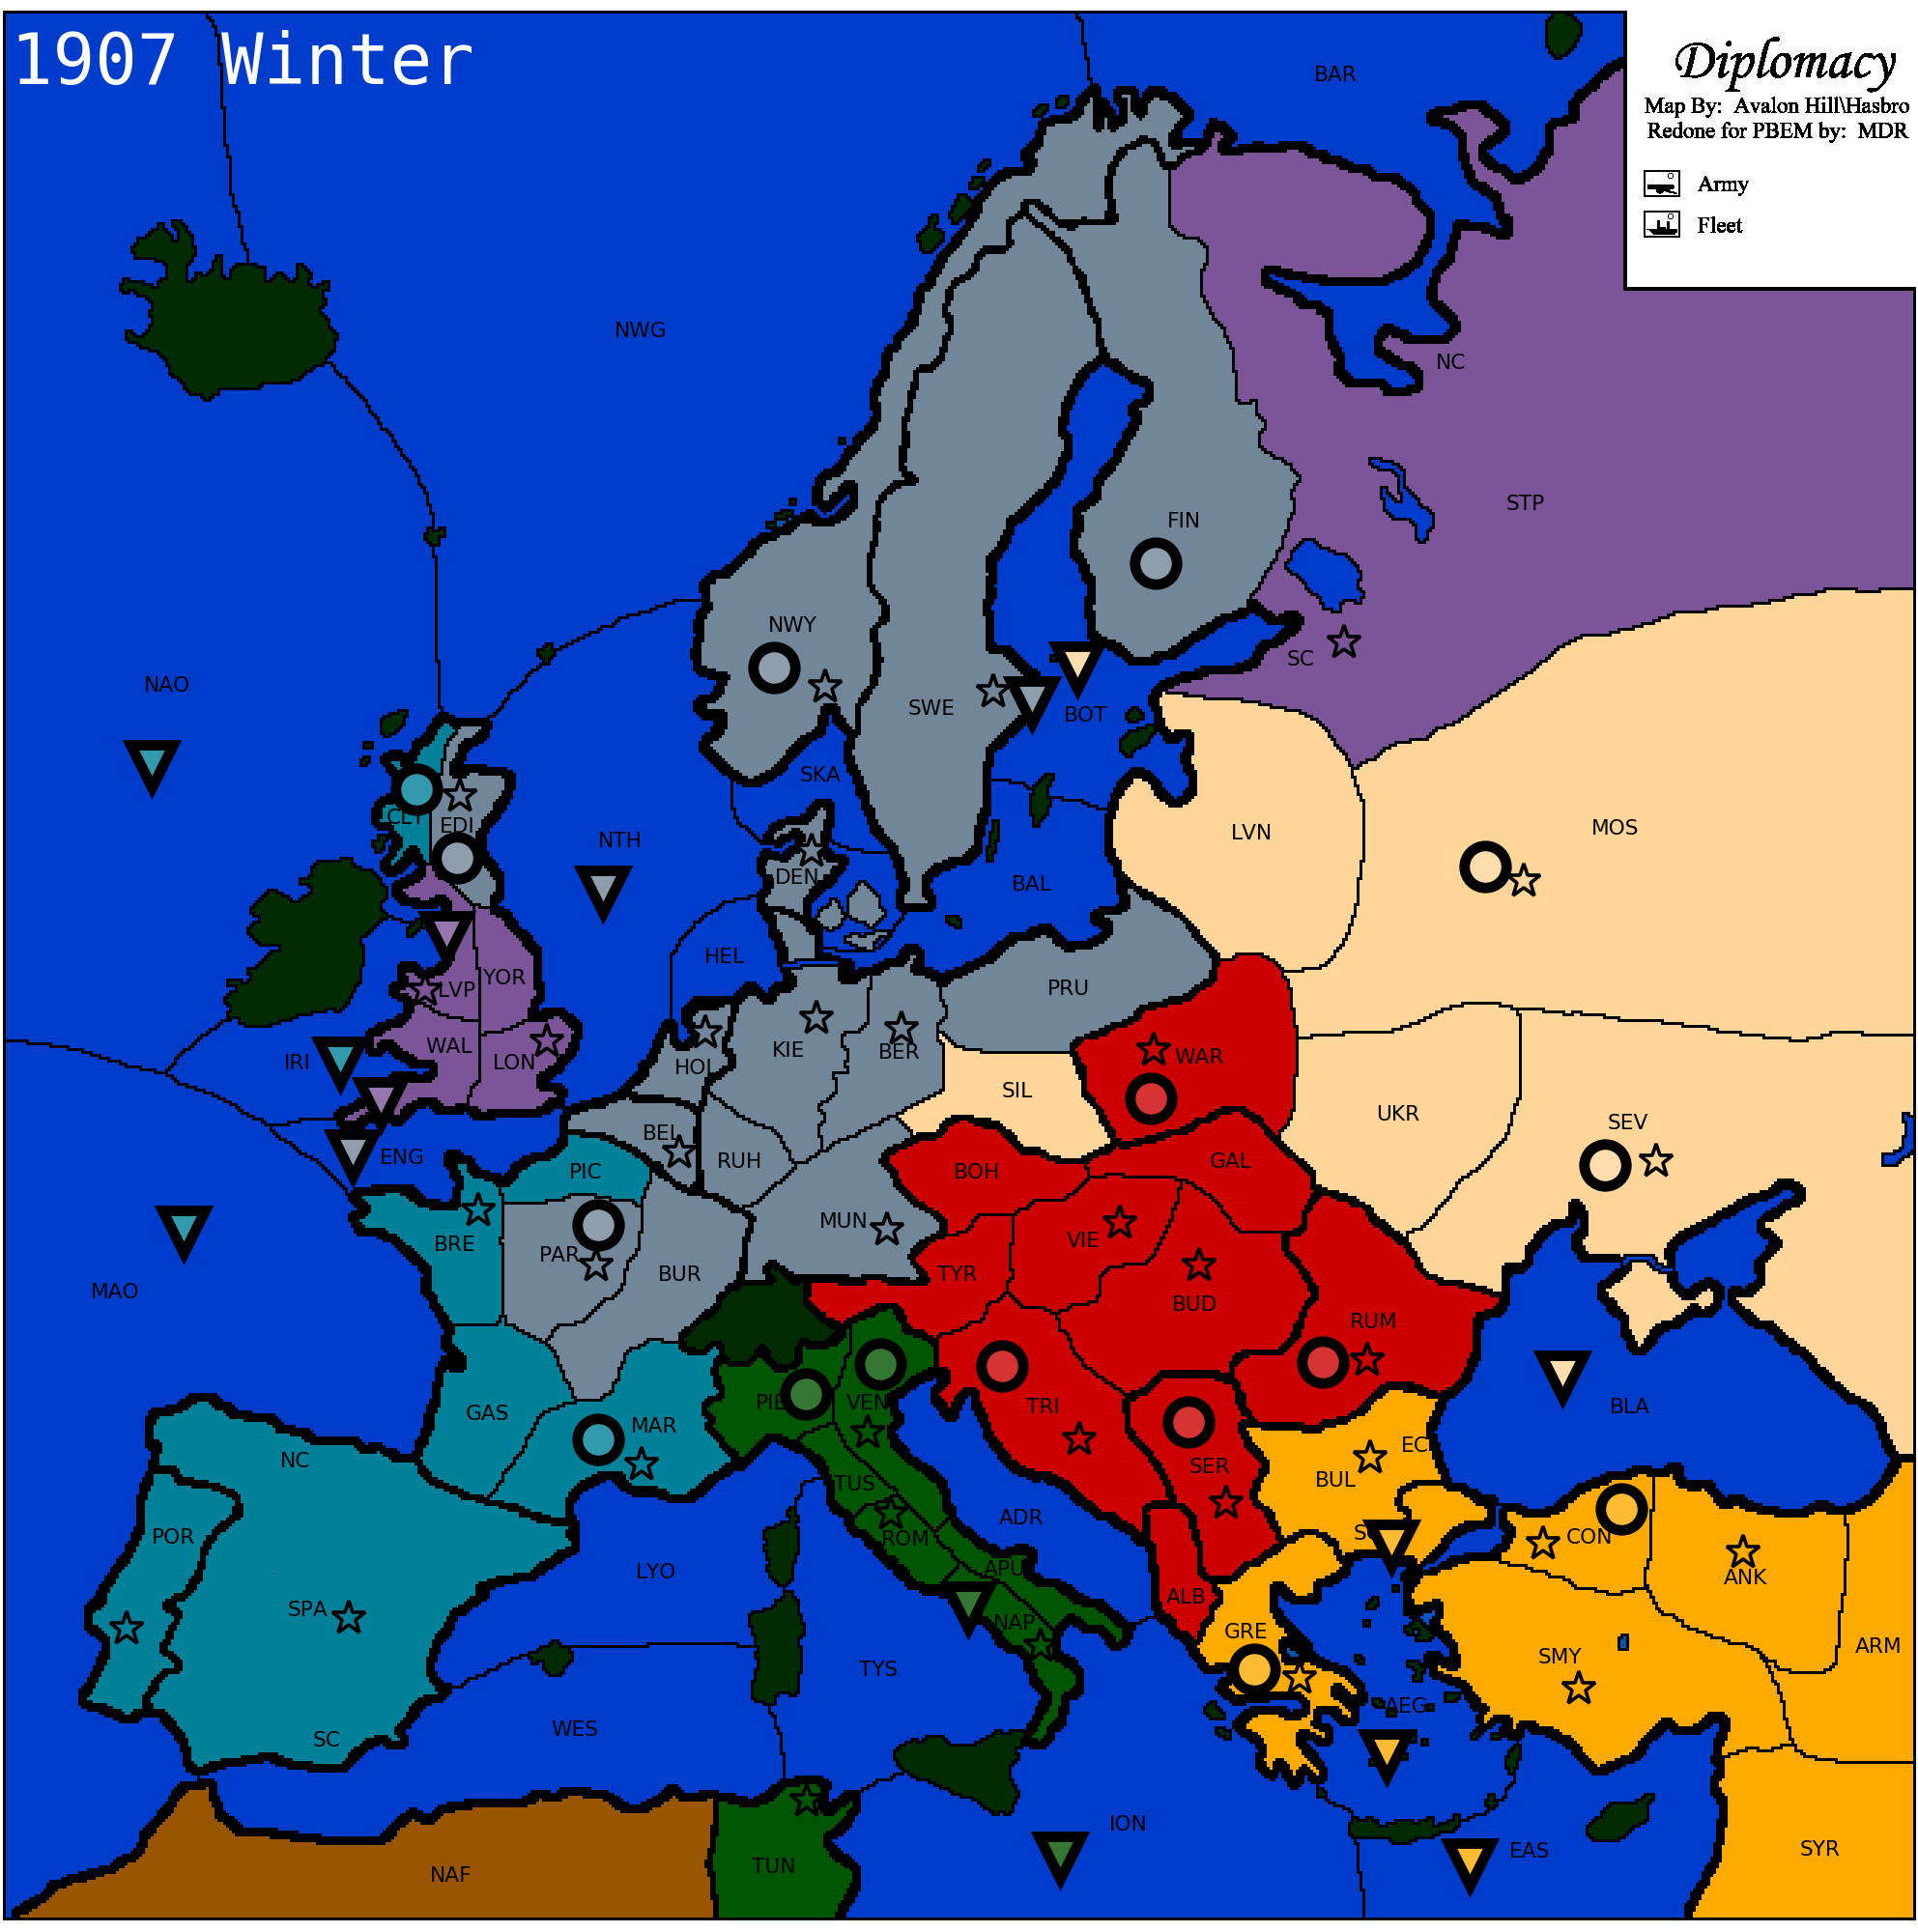 1907 Winter
Diplomacy
Map By: Avalon Hill\Hasbro
Redone for PBEM by: MDR
Army
Fleet
BAR
NWG
NC
STP
FIN
NWY
SC
NAO
SWE
BOT
SKA
CLY
EDI
NTH
LVN
MOS
DEN
BAL
HEL
YOR
LVP
PRU
WAL
LON
IRI
HOL
KIE
BER
WAR
SIL
UKR
SEV
ENG
BEL
PIC
RUH
BOH
GAL
MUN
BRE
PAR
BUR
VIE
TYR
MAO
BUD
RUM
PIE
VEN
TRI
BLA
GAS
MAR
NC
TUS
SER
BUL
EC
POR
ROM
ADR
CON
LYO
APU
ANK
SPA
NAP
ALB
GRE
SMY
ARM
TYS
AEG
SC
WES
ION
EAS
SYR
NAF
TUN